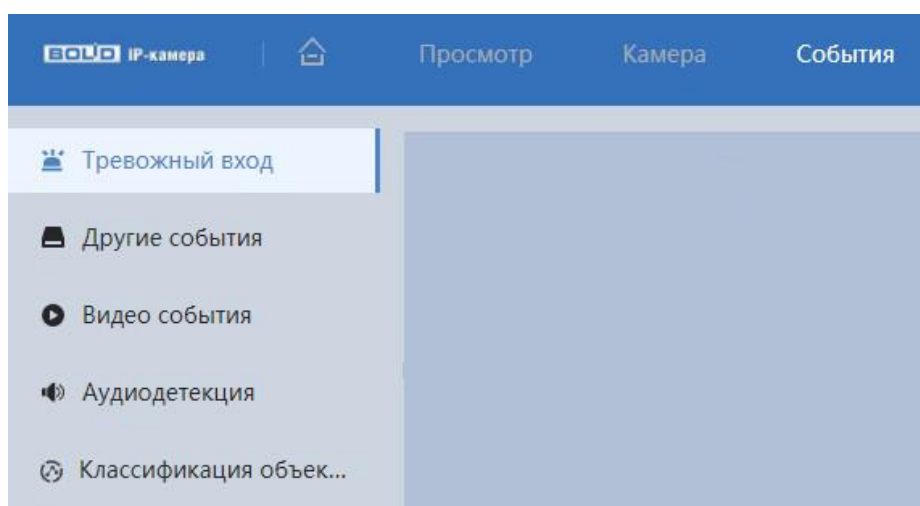 BOLID IP-камера Просмотр Камера События
Тревожный вход
Другие события
Видео события
Аудиодетекция
Классификация объек...